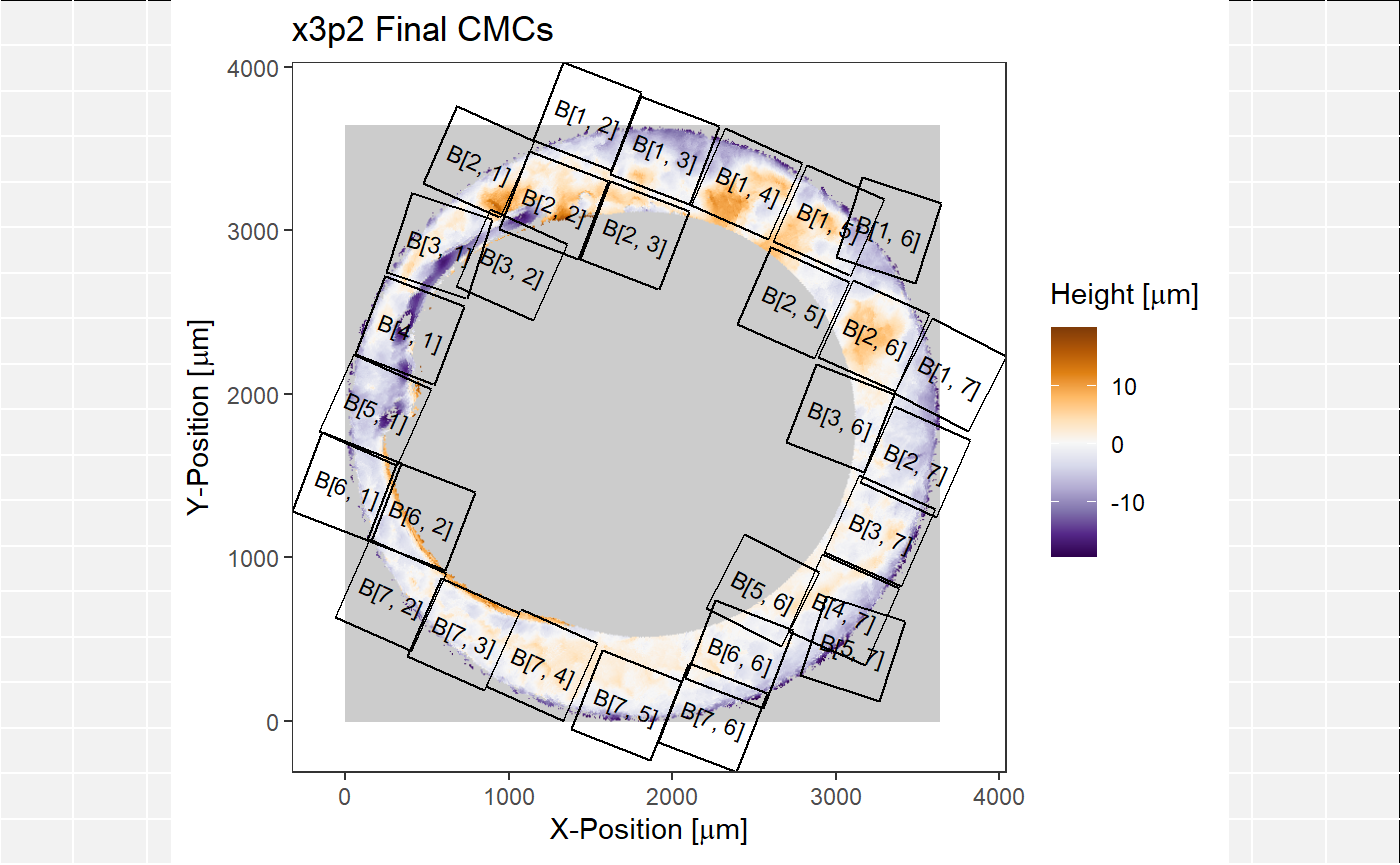 x3p2 Final CMCs
4000
3000
2000
1000
0
Y-Position [μm]
B[1, 2]
B[1, 3]
B[2, 1]
B[1, 4]
B[2, 2]
B[1, 5]
B[1, 6]
B[2, 3]
B[3, 1]
B[3, 2]
B[2, 5]
B[4, 1]
B[2, 6]
B[1, 7]
B[5, 1]
B[3, 6]
B[2, 7]
B[6, 1]
B[6, 2]
B[3, 7]
B[7, 2]
B[5, 6]
B[4, 7]
B[7, 3]
B[5, 7]
B[7, 4]
B[6, 6]
B[7, 5]
B[7, 6]
0
1000
2000
3000
4000
X-Position [μm]
Height [μm]
10
0
-10